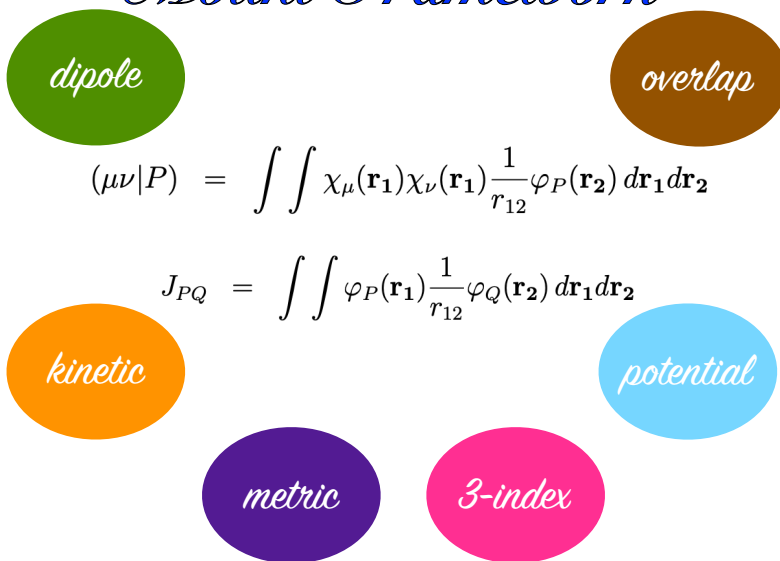 dipole
overlap
(μν|P) = ∫ ∫ χ_μ(r₁)χ_ν(r₁) 1/r₁₂ φ_P(r₂) dr₁dr₂
J_PQ = ∫ ∫ φ_P(r₁) 1/r₁₂ φ_Q(r₂) dr₁dr₂
kinetic
potential
metric
3-index